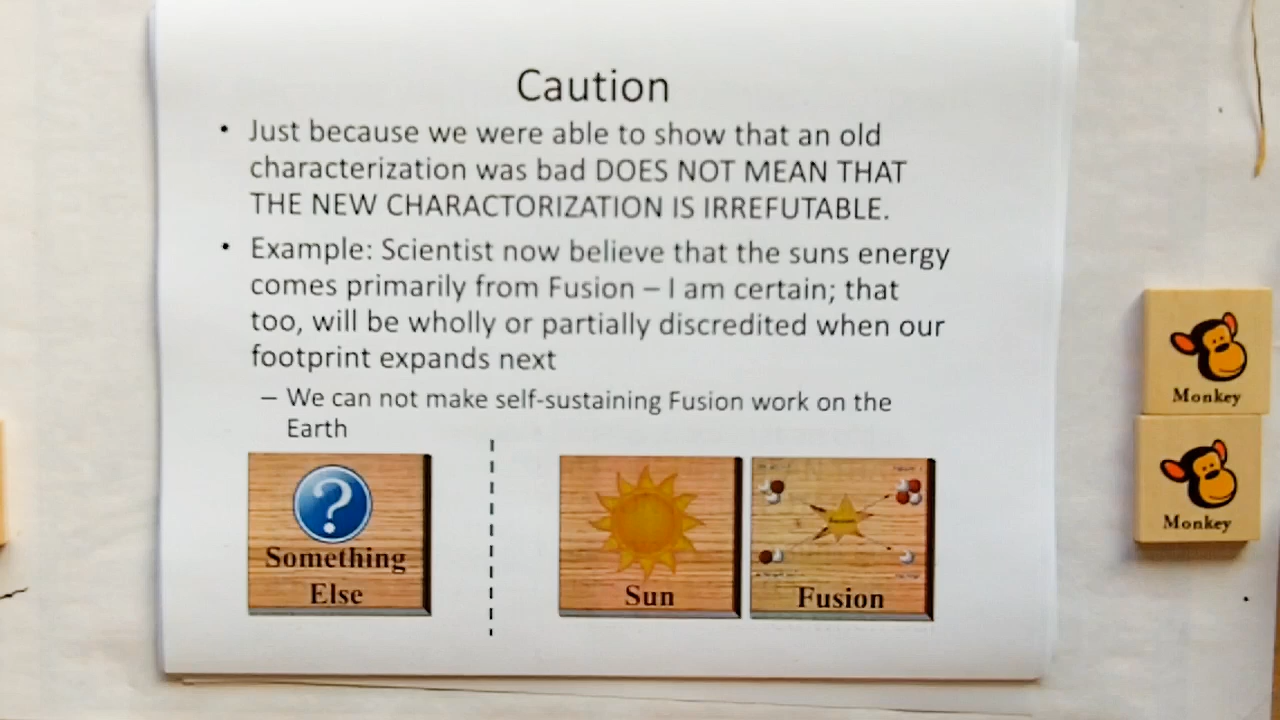 Caution
• Just because we were able to show that an old
characterization was bad DOES NOT MEAN THAT
THE NEW CHARACTORIZATION IS IRREFUTABLE.
• Example: Scientist now believe that the suns energy
comes primarily from Fusion – I am certain; that
too, will be wholly or partially discredited when our
footprint expands next
– We can not make self-sustaining Fusion work on the
Earth
?
Something
Else
Sun
Fusion
Monkey
Monkey